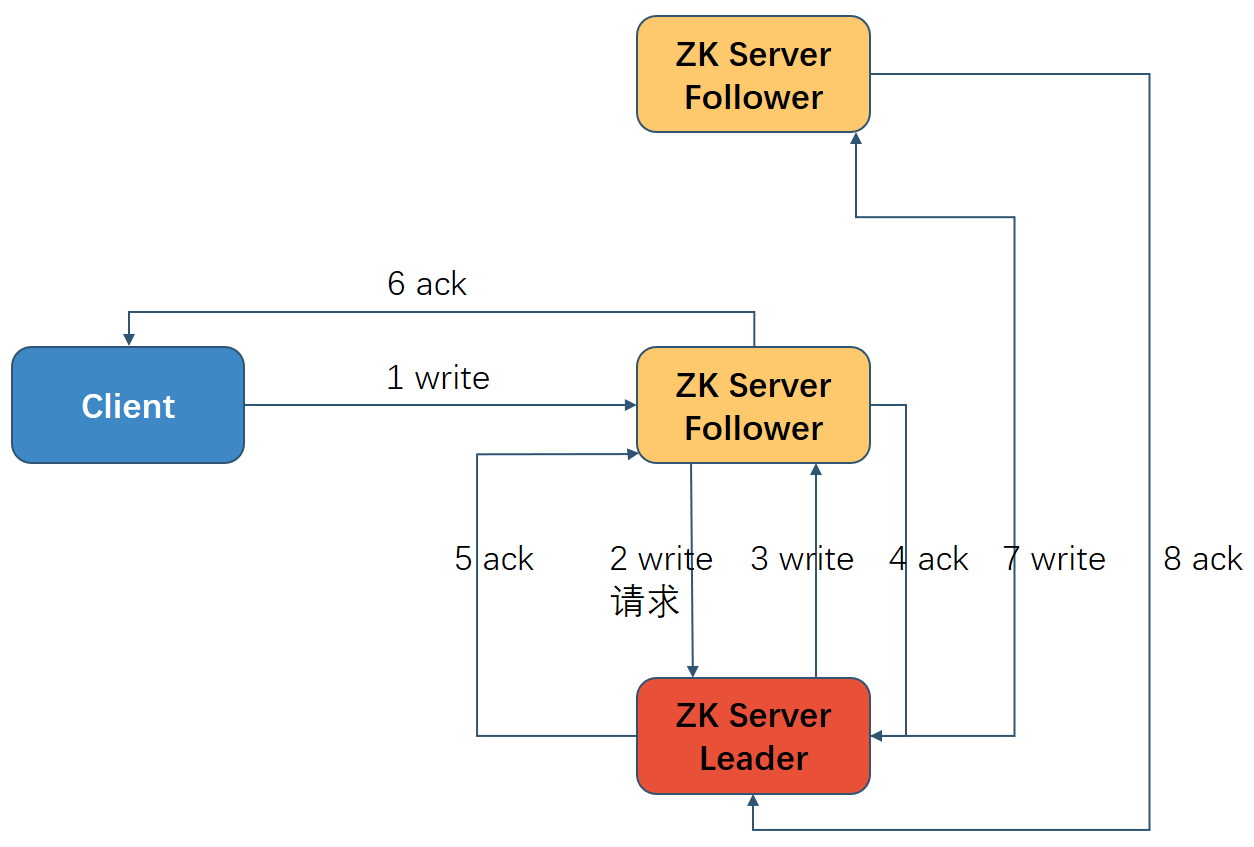 ZK Server
Follower
6 ack
1 write
Client
ZK Server
Follower
5 ack
2 write
请求
3 write
4 ack
7 write
8 ack
ZK Server
Leader